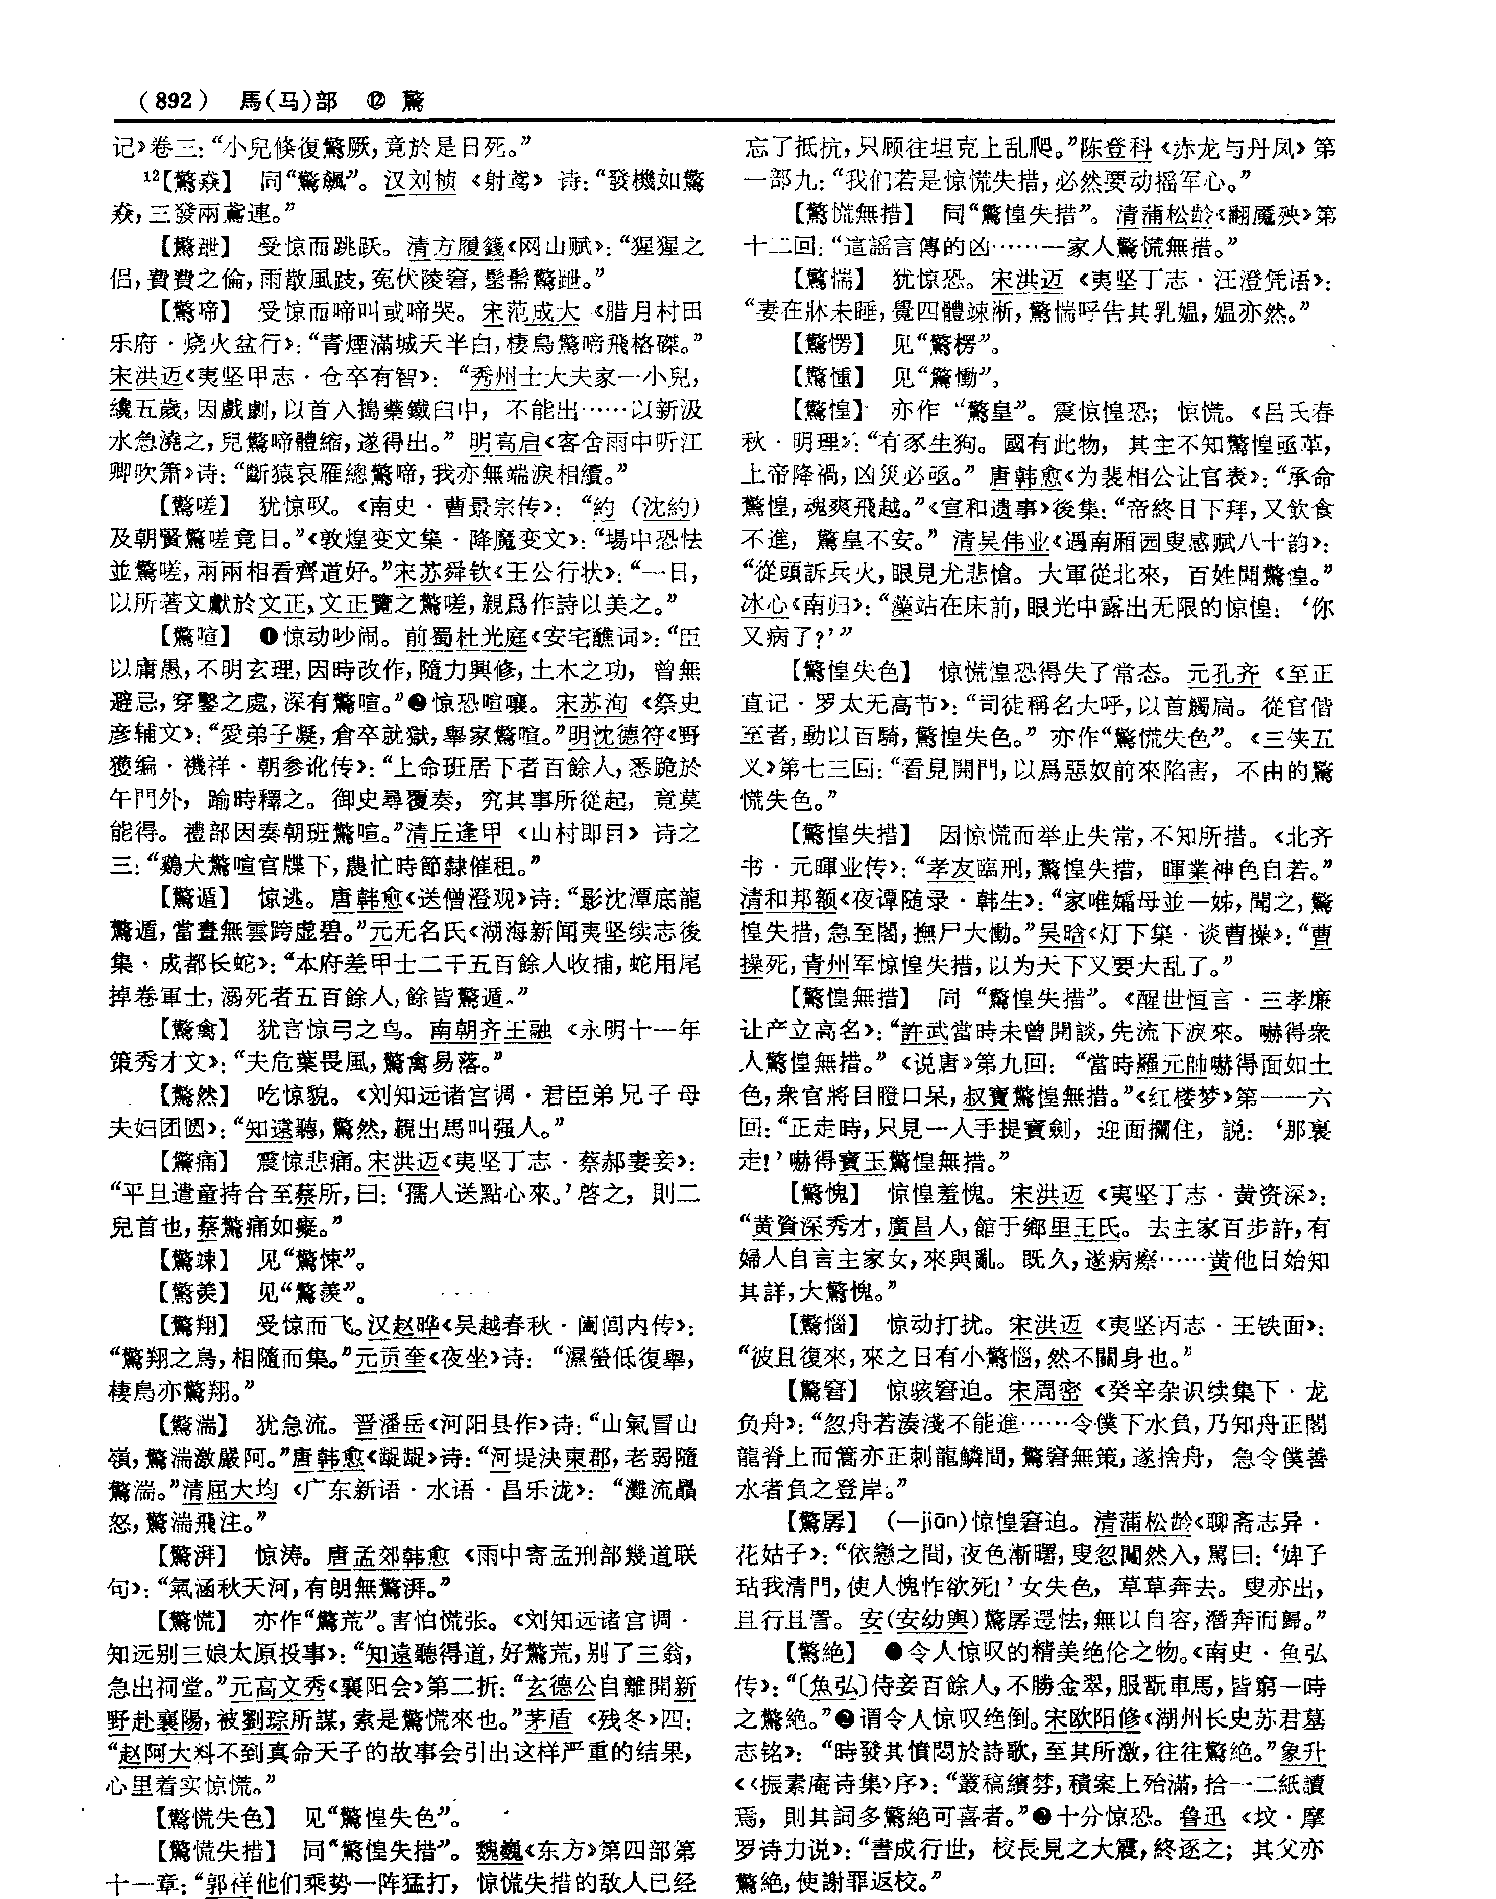 (892) 馬(马)部 ⑫ 驚
记》卷三：“小兒倏復驚厥，竟於是日死。”
¹²【驚猋】 同“驚飆”。汉刘桢《射鸢》诗：“發機如驚
猋，三發兩鳶連。”
【驚跇】 受惊而跳跃。清方履籛《网山赋》：“猩猩之
侣，費費之倫，雨散風跂，冤伏陵窘，髬髵驚跇。”
【驚啼】 受惊而啼叫或啼哭。宋范成大《腊月村田
乐府·烧火盆行》：“青煙滿城天半白，棲鳥驚啼飛格磔。”
宋洪迈《夷坚甲志·仓卒有智》：“秀州士大夫家一小兒，
纔五歲，因戲劇，以首入搗藥鐵臼中，不能出……以新汲
水急澆之，兒驚啼體縮，遂得出。”明高启《客舍雨中听江
卿吹箫》诗：“斷猿哀雁總驚啼，我亦無端淚相續。”
【驚嗟】 犹惊叹。《南史·曹景宗传》：“約（沈約）
及朝賢驚嗟竟日。”《敦煌变文集·降魔变文》：“場中恐怯
並驚嗟，兩兩相看齊道好。”宋苏舜钦《王公行状》：“一日，
以所著文獻於文正，文正覽之驚嗟，親爲作詩以美之。”
【驚喧】 ❶惊动吵闹。前蜀杜光庭《安宅醮词》：“臣
以庸愚，不明玄理，因時改作，隨力興修，土木之功，曾無
避忌，穿鑿之處，深有驚喧。”❷惊恐喧嚷。宋苏洵《祭史
彦辅文》：“愛弟子凝，倉卒就獄，舉家驚喧。”明沈德符《野
獲编·禨祥·朝参讹传》：“上命班居下者百餘人，悉跪於
午門外，踰時釋之。御史尋覆奏，究其事所從起，竟莫
能得。禮部因奏朝班驚喧。”清丘逢甲《山村即目》诗之
三：“鷄犬驚喧官牒下，農忙時節隸催租。”
【驚遁】 惊逃。唐韩愈《送僧澄观》诗：“影沈潭底龍
驚遁，當晝無雲跨虚碧。”元无名氏《湖海新闻夷坚续志後
集·成都长蛇》：“本府差甲士二千五百餘人收捕，蛇用尾
掉卷軍士，溺死者五百餘人，餘皆驚遁。”
【驚禽】 犹言惊弓之鸟。南朝齐王融《永明十一年
策秀才文》：“夫危葉畏風，驚禽易落。”
【驚然】 吃惊貌。《刘知远诸宫调·君臣弟兄子母
夫妇团圆》：“知遠聽，驚然，親出馬叫强人。”
【驚痛】 震惊悲痛。宋洪迈《夷坚丁志·蔡郝妻妾》：
“平旦遣童持合至蔡所，曰：‘孺人送點心來。’啓之，則二
兒首也，蔡驚痛如癡。”
【驚竦】 见“驚悚”。
【驚羡】 见“驚羨”。
【驚翔】 受惊而飞。汉赵晔《吴越春秋·阖闾内传》：
“驚翔之鳥，相隨而集。”元贡奎《夜坐》诗：“濕螢低復舉，
棲鳥亦驚翔。”
【驚湍】 犹急流。晋潘岳《河阳县作》诗：“山氣冒山
嶺，驚湍激嚴阿。”唐韩愈《龊龊》诗：“河堤決東郡，老弱隨
驚湍。”清屈大均《广东新语·水语·昌乐泷》：“灘流贔
怒，驚湍飛注。”
【驚湃】 惊涛。唐孟郊韩愈《雨中寄孟刑部幾道联
句》：“氣涵秋天河，有朗無驚湃。”
【驚慌】 亦作“驚荒”。害怕慌张。《刘知远诸宫调·
知远别三娘太原投事》：“知遠聽得道，好驚荒，别了三翁，
急出祠堂。”元高文秀《襄阳会》第二折：“玄德公自離開新
野赴襄陽，被劉琮所謀，索是驚慌來也。”茅盾《残冬》四：
“赵阿大料不到真命天子的故事会引出这样严重的结果，
心里着实惊慌。”
【驚慌失色】 见“驚惶失色”。
【驚慌失措】 同“驚惶失措”。魏巍《东方》第四部第
十一章：“郭祥他们乘势一阵猛打，惊慌失措的敌人已经
忘了抵抗，只顾往坦克上乱爬。”陈登科《赤龙与丹凤》第
一部九：“我们若是惊慌失措，必然要动摇军心。”
【驚慌無措】 同“驚惶失措”。清蒲松龄《翻魇殃》第
十二回：“這謠言傳的凶……一家人驚慌無措。”
【驚惴】 犹惊恐。宋洪迈《夷坚丁志·汪澄凭语》：
“妻在牀未睡，覺四體竦淅，驚惴呼告其乳媪，媪亦然。”
【驚愣】 见“驚楞”。
【驚慟】 见“驚慟”。
【驚惶】 亦作“驚皇”。震惊惶恐；惊慌。《吕氏春
秋·明理》：“有豕生狗。國有此物，其主不知驚惶亟革，
上帝降禍，凶災必亟。”唐韩愈《为裴相公让官表》：“承命
驚惶，魂爽飛越。”《宣和遗事》後集：“帝終日下拜，又飲食
不進，驚皇不安。”清吴伟业《遇南厢园叟感赋八十韵》：
“從頭訴兵火，眼見尤悲愴。大軍從北來，百姓聞驚惶。”
冰心《南归》：“藻站在床前，眼光中露出无限的惊惶：‘你
又病了？’”
【驚惶失色】 惊慌惶恐得失了常态。元孔齐《至正
直记·罗太无高节》：“司徒稱名大呼，以首觸扃。從官偕
至者，動以百騎，驚惶失色。”亦作“驚慌失色”。《三侠五
义》第七三回：“看見開門，以爲惡奴前來陷害，不由的驚
慌失色。”
【驚惶失措】 因惊慌而举止失常，不知所措。《北齐
书·元晖业传》：“孝友臨刑，驚惶失措，暉業神色自若。”
清和邦额《夜谭随录·韩生》：“家唯孀母並一姊，聞之，驚
惶失措，急至閣，撫尸大慟。”吴晗《灯下集·谈曹操》：“曹
操死，青州军惊惶失措，以为天下又要大乱了。”
【驚惶無措】 同“驚惶失措”。《醒世恒言·三孝廉
让产立高名》：“許武當時未曾開談，先流下淚來。嚇得衆
人驚惶無措。”《说唐》第九回：“當時羅元帥嚇得面如土
色，衆官將目瞪口呆，叔寶驚惶無措。”《红楼梦》第一一六
回：“正走時，只見一人手提寶劍，迎面攔住，説：‘那裏
走！’嚇得寶玉驚惶無措。”
【驚愧】 惊惶羞愧。宋洪迈《夷坚丁志·黄资深》：
“黄資深秀才，廣昌人，館于鄉里王氏。去主家百步許，有
婦人自言主家女，來與亂。既久，遂病瘵……黄他日始知
其詳，大驚愧。”
【驚惱】 惊动打扰。宋洪迈《夷坚丙志·王铁面》：
“彼且復來，來之日有小驚惱，然不關身也。”
【驚窘】 惊骇窘迫。宋周密《癸辛杂识续集下·龙
负舟》：“忽舟若湊淺不能進……令僕下水負，乃知舟正閣
龍脊上而篙亦正刺龍鱗間，驚窘無策，遂捨舟，急令僕善
水者負之登岸。”
【驚孱】 (—jiān)惊惶窘迫。清蒲松龄《聊斋志异·
花姑子》：“依戀之間，夜色漸曙，叟忽闖然入，駡曰：‘婢子
玷我清門，使人愧怍欲死！’女失色，草草奔去。叟亦出，
且行且詈。安（安幼輿）驚孱遌怯，無以自容，潛奔而歸。”
【驚絶】 ❶令人惊叹的精美绝伦之物。《南史·鱼弘
传》：“〔魚弘〕侍妾百餘人，不勝金翠，服翫車馬，皆窮一時
之驚絶。”❷谓令人惊叹绝倒。宋欧阳修《湖州长史苏君墓
志铭》：“時發其憤悶於詩歌，至其所激，往往驚絶。”象升
《〈振素庵诗集〉序》：“叢稿繽芬，積案上殆滿，拾一二紙讀
焉，則其詞多驚絶可喜者。”❸十分惊恐。鲁迅《坟·摩
罗诗力说》：“書成行世，校長見之大震，終逐之；其父亦
驚絶，使謝罪返校。”